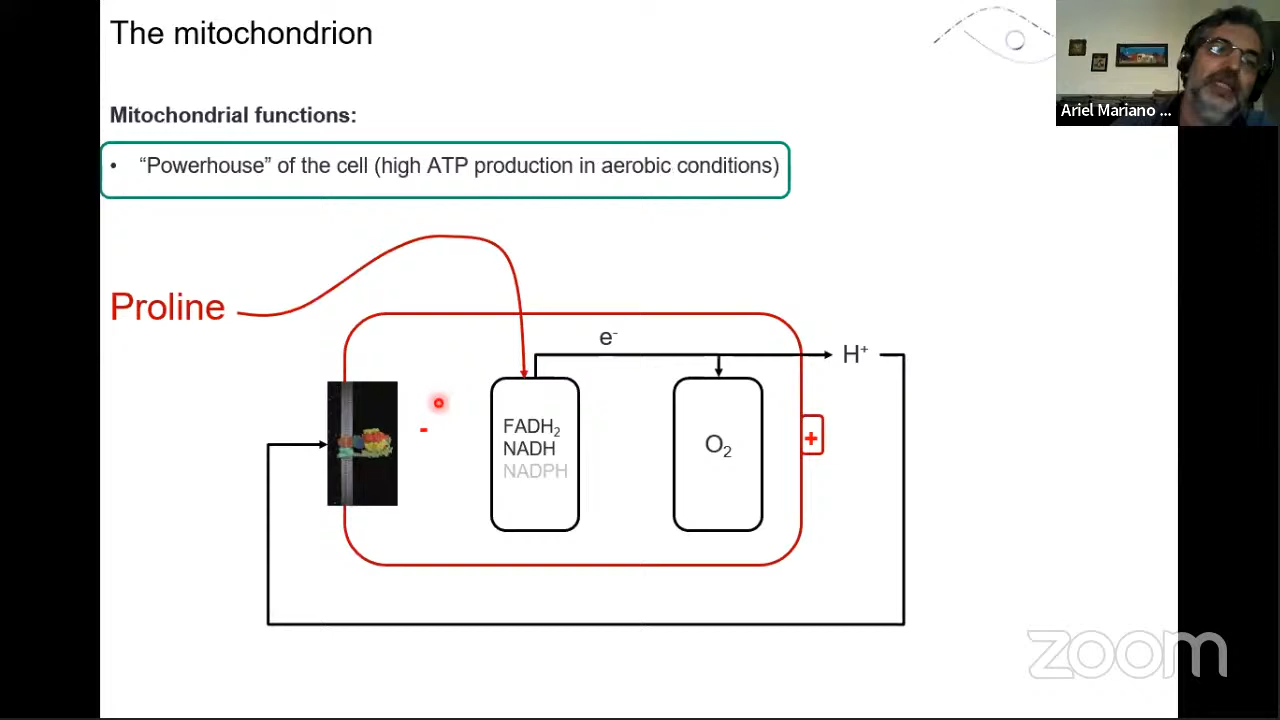 The mitochondrion
Ariel Mariano ...
Mitochondrial functions:
• “Powerhouse” of the cell (high ATP production in aerobic conditions)
Proline
e⁻
H⁺
FADH₂
NADH
NADPH
O₂
-
+
zoom